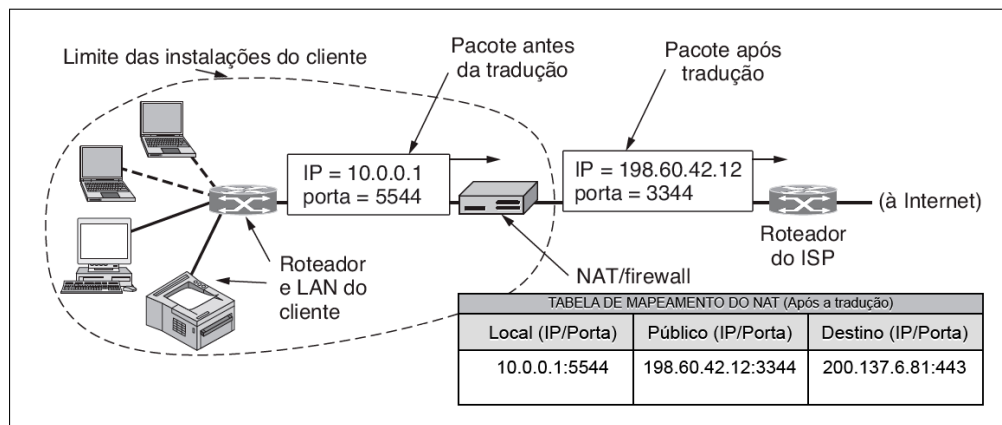 Limite das instalações do cliente
Pacote antes
da tradução
Pacote após
tradução
IP = 10.0.0.1
porta = 5544
IP = 198.60.42.12
porta = 3344
(à Internet)
Roteador
do ISP
Roteador
e LAN do
cliente
NAT/firewall
TABELA DE MAPEAMENTO DO NAT (Após a tradução)
Local (IP/Porta) Público (IP/Porta) Destino (IP/Porta)
10.0.0.1:5544 198.60.42.12:3344 200.137.6.81:443